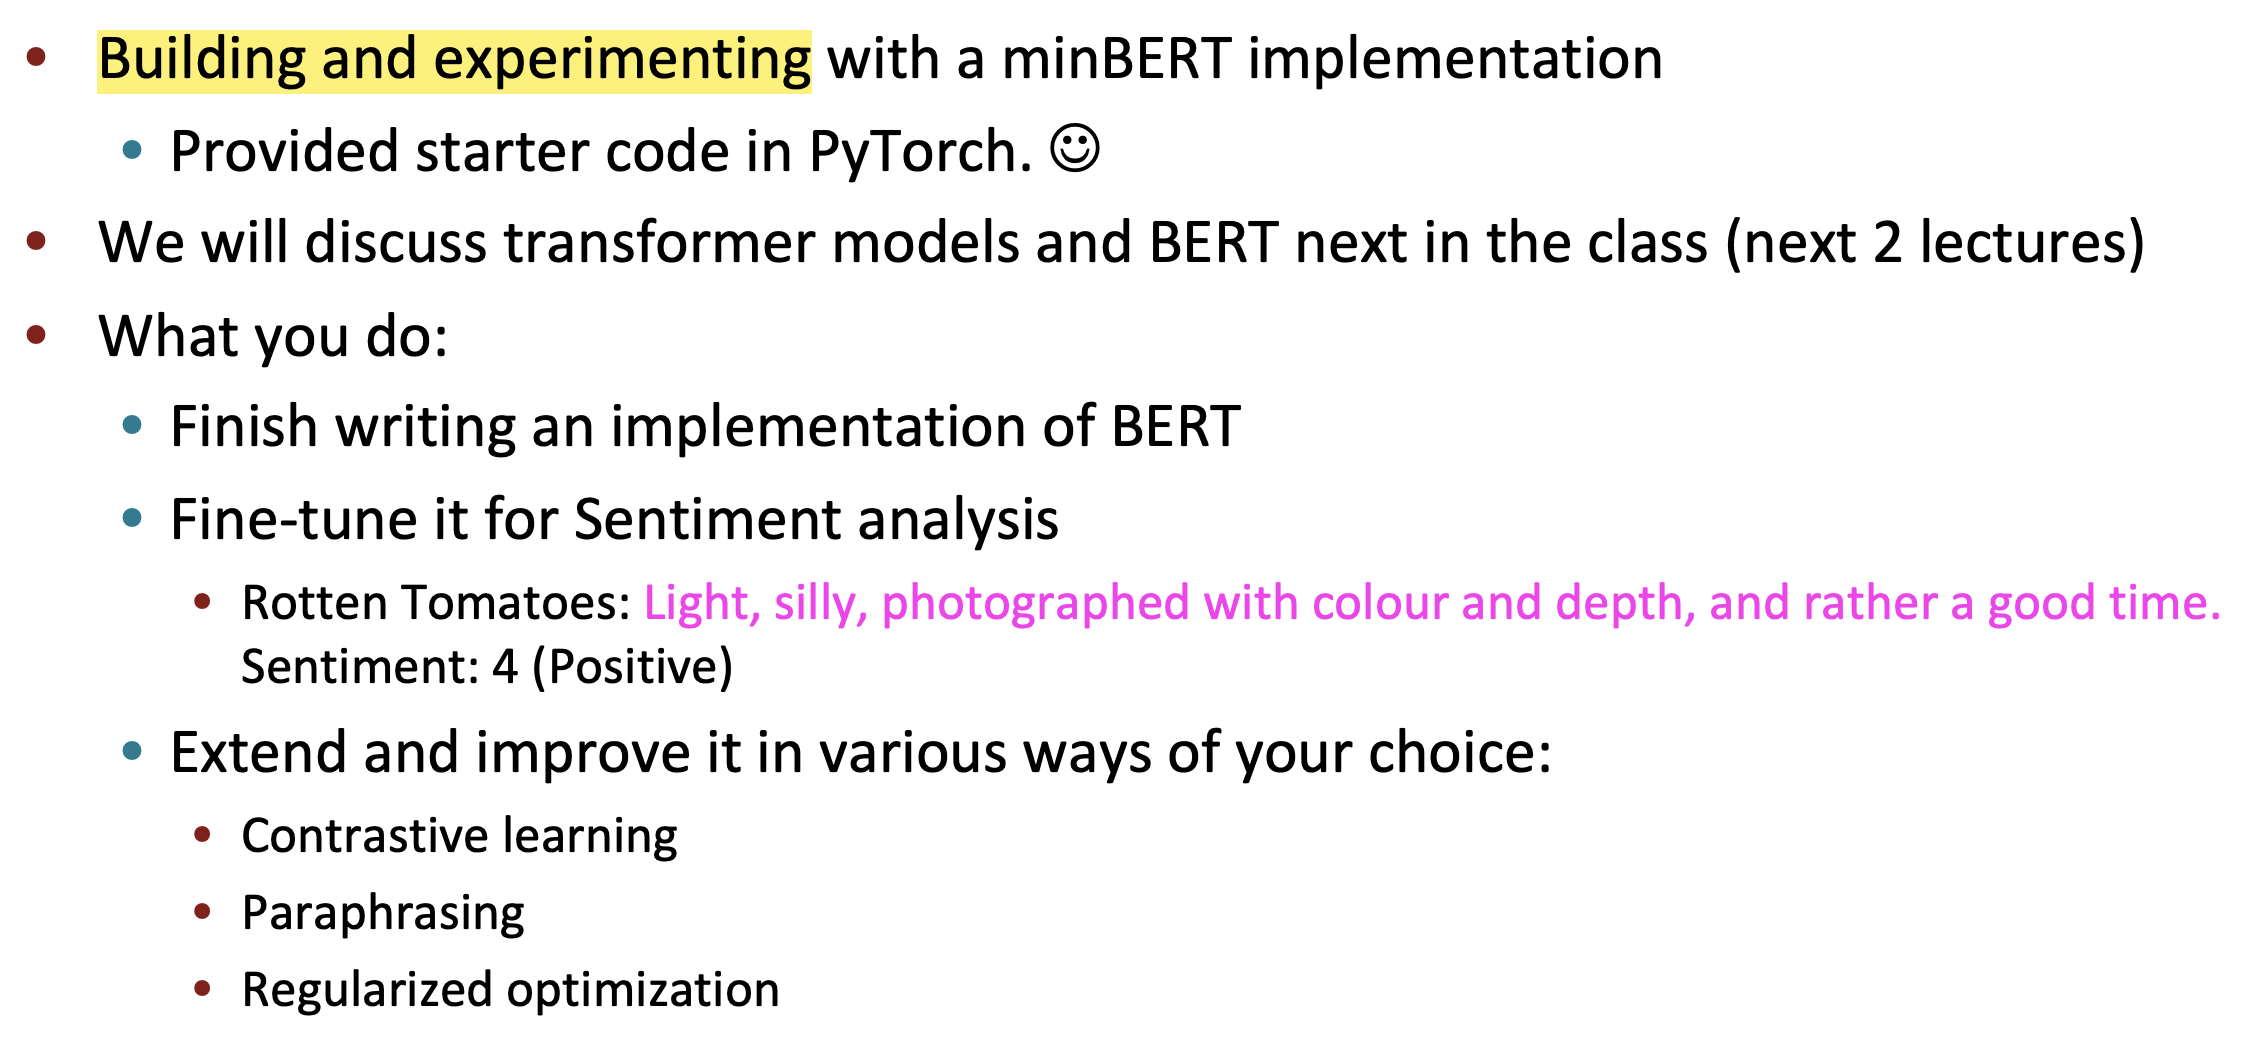 • Building and experimenting with a minBERT implementation
• Provided starter code in PyTorch. ☺
• We will discuss transformer models and BERT next in the class (next 2 lectures)
• What you do:
• Finish writing an implementation of BERT
• Fine-tune it for Sentiment analysis
• Rotten Tomatoes: Light, silly, photographed with colour and depth, and rather a good time.
Sentiment: 4 (Positive)
• Extend and improve it in various ways of your choice:
• Contrastive learning
• Paraphrasing
• Regularized optimization